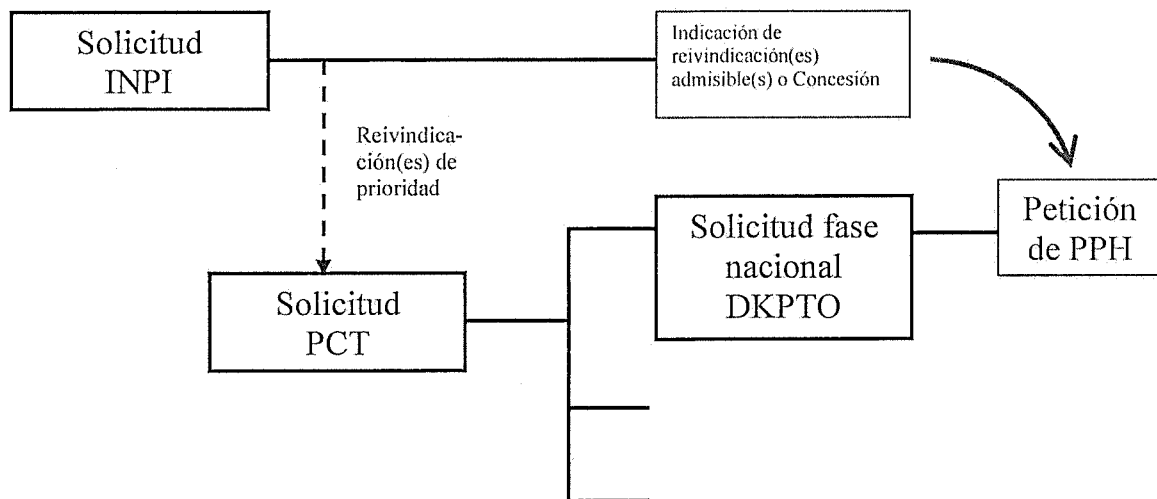 Solicitud
INPI
Indicación de
reivindicación(es)
admisible(s) o Concesión
Reivindica-
ción(es) de
prioridad
Solicitud fase
nacional
DKPTO
Petición
de PPH
Solicitud
PCT